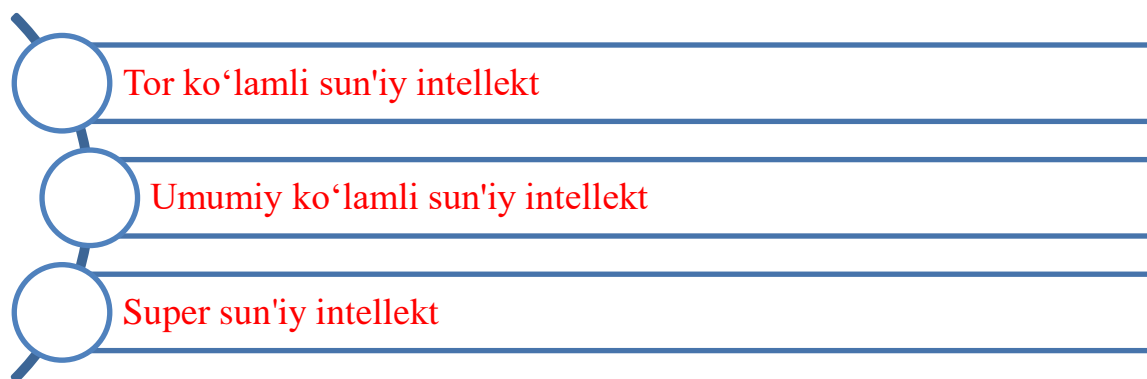 Tor ko‘lamli sun'iy intellekt
Umumiy ko‘lamli sun'iy intellekt
Super sun'iy intellekt